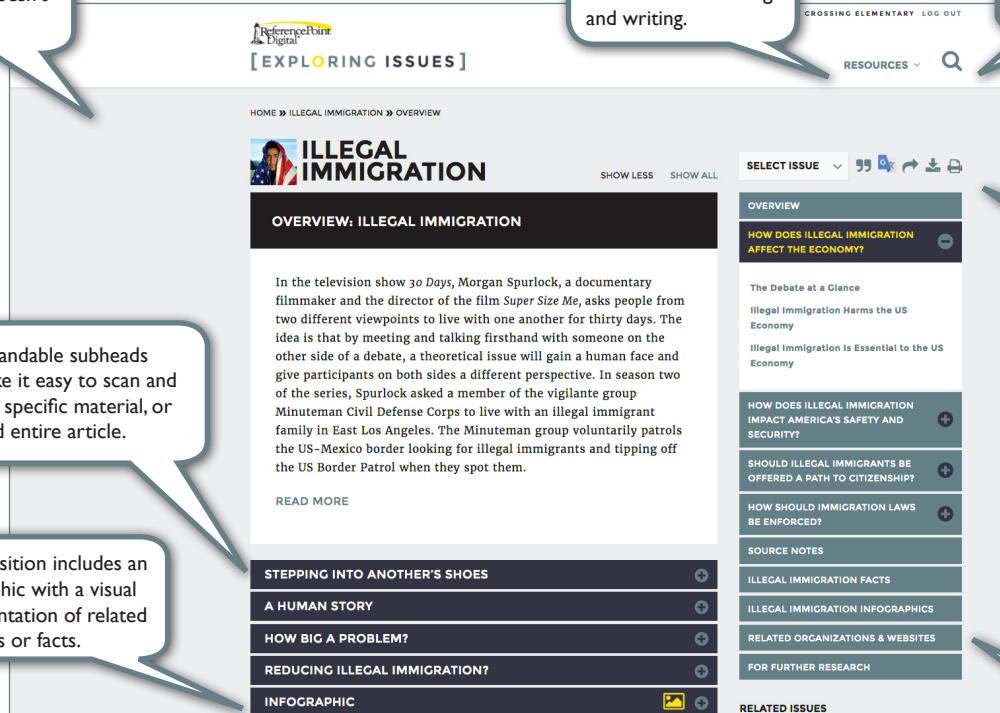 and writing.
CROSSING ELEMENTARY LOG OUT
ReferencePoint
Digital
[EXPLORING ISSUES]
RESOURCES
HOME » ILLEGAL IMMIGRATION » OVERVIEW
ILLEGAL
IMMIGRATION
SHOW LESS SHOW ALL
OVERVIEW: ILLEGAL IMMIGRATION
In the television show 30 Days, Morgan Spurlock, a documentary
filmmaker and the director of the film Super Size Me, asks people from
two different viewpoints to live with one another for thirty days. The
idea is that by meeting and talking firsthand with someone on the
other side of a debate, a theoretical issue will gain a human face and
give participants on both sides a different perspective. In season two
of the series, Spurlock asked a member of the vigilante group
Minuteman Civil Defense Corps to live with an illegal immigrant
family in East Los Angeles. The Minuteman group voluntarily patrols
the US-Mexico border looking for illegal immigrants and tipping off
the US Border Patrol when they spot them.
READ MORE
STEPPING INTO ANOTHER'S SHOES
A HUMAN STORY
HOW BIG A PROBLEM?
REDUCING ILLEGAL IMMIGRATION?
INFOGRAPHIC
andable subheads
e it easy to scan and
specific material, or
d entire article.
sition includes an
hic with a visual
ntation of related
s or facts.
SELECT ISSUE
OVERVIEW
HOW DOES ILLEGAL IMMIGRATION
AFFECT THE ECONOMY?
The Debate at a Glance
Illegal Immigration Harms the US
Economy
Illegal Immigration Is Essential to the US
Economy
HOW DOES ILLEGAL IMMIGRATION
IMPACT AMERICA'S SAFETY AND
SECURITY?
SHOULD ILLEGAL IMMIGRANTS BE
OFFERED A PATH TO CITIZENSHIP?
HOW SHOULD IMMIGRATION LAWS
BE ENFORCED?
SOURCE NOTES
ILLEGAL IMMIGRATION FACTS
ILLEGAL IMMIGRATION INFOGRAPHICS
RELATED ORGANIZATIONS & WEBSITES
FOR FURTHER RESEARCH
RELATED ISSUES